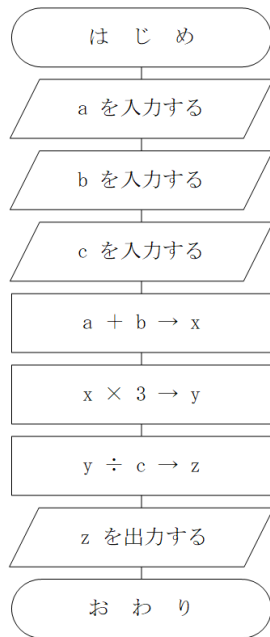 は じ め
a を入力する
b を入力する
c を入力する
a + b → x
x × 3 → y
y ÷ c → z
z を出力する
お わ り